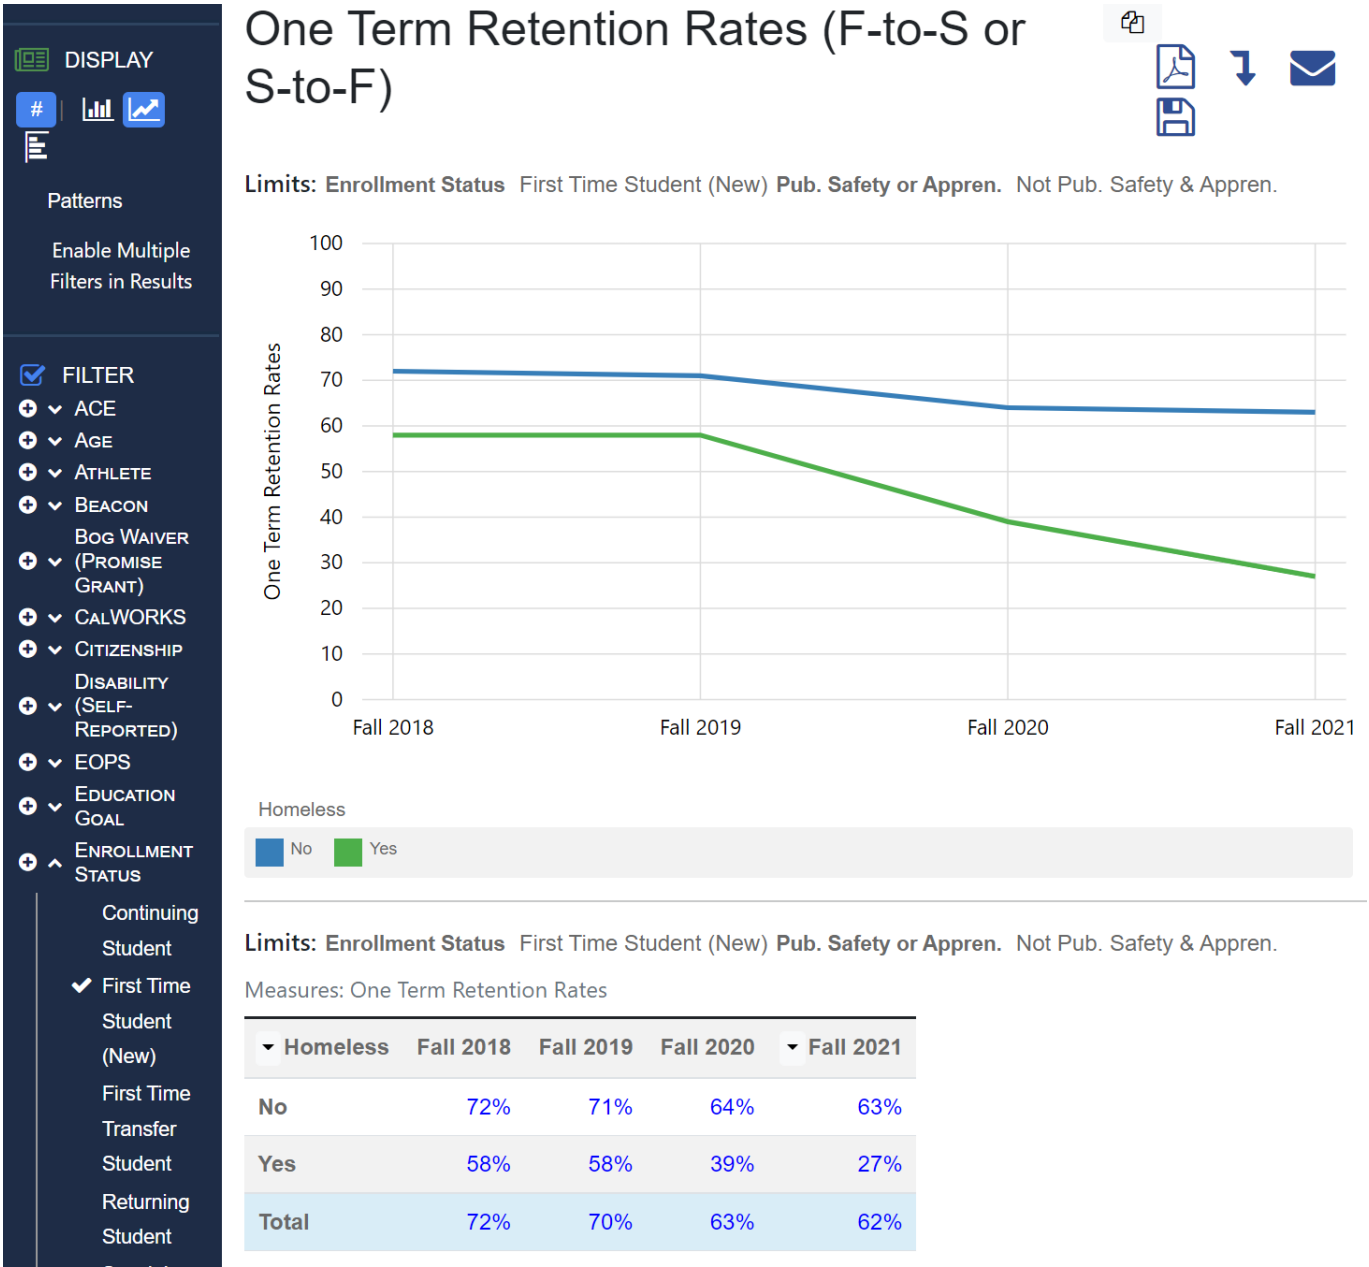 DISPLAY
#
Patterns
Enable Multiple
Filters in Results
FILTER
ACE
AGE
ATHLETE
BEACON
BOG WAIVER
(PROMISE
GRANT)
CALWORKS
CITIZENSHIP
DISABILITY
(SELF-
REPORTED)
EOPS
EDUCATION
GOAL
ENROLLMENT
STATUS
Continuing
Student
First Time
Student
(New)
First Time
Transfer
Student
Returning
Student
One Term Retention Rates (F-to-S or
S-to-F)
Limits: Enrollment Status First Time Student (New) Pub. Safety or Appren. Not Pub. Safety & Appren.
One Term Retention Rates
100
90
80
70
60
50
40
30
20
10
0
Fall 2018 Fall 2019 Fall 2020 Fall 2021
Homeless
No Yes
Limits: Enrollment Status First Time Student (New) Pub. Safety or Appren. Not Pub. Safety & Appren.
Measures: One Term Retention Rates
Homeless Fall 2018 Fall 2019 Fall 2020 Fall 2021
No 72% 71% 64% 63%
Yes 58% 58% 39% 27%
Total 72% 70% 63% 62%